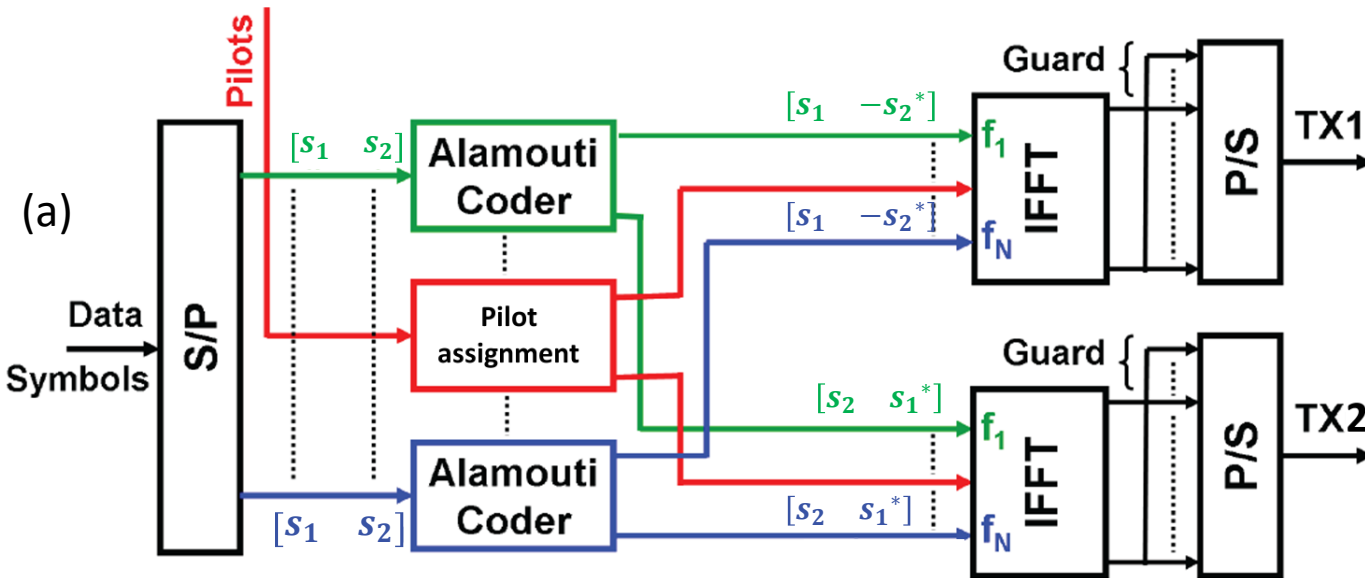 (a)
Pilots
Data
Symbols
S/P
[s₁ s₂]
[s₁ s₂]
Alamouti
Coder
Pilot
assignment
Alamouti
Coder
[s₁ −s₂*]
[s₁ −s₂*]
[s₂ s₁*]
[s₂ s₁*]
f₁
fN
IFFT
Guard {
P/S
TX1
f₁
fN
IFFT
Guard {
P/S
TX2